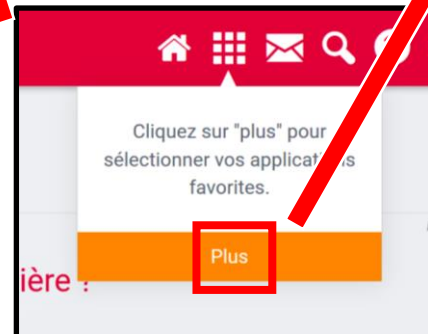 Cliquez sur "plus" pour
sélectionner vos applications
favorites.
Plus
ière ?